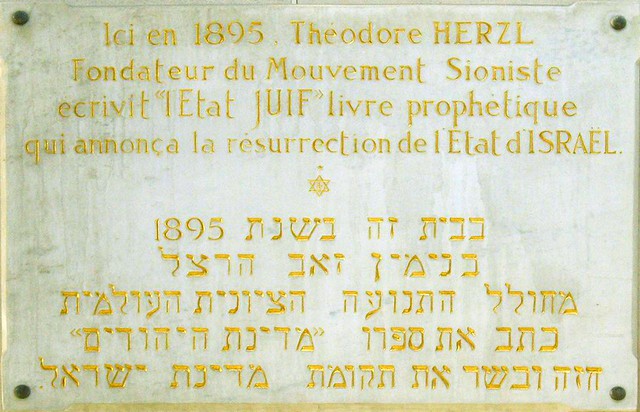 Ici en 1895. Théodore HERZL
Fondateur du Mouvement Sioniste
ecrivit "l'Etat JUIF" livre prophétique
qui annonça la résurrection de l'Etat d'ISRAËL.
בבית זה בשנת 1895
בנימין זאב הרצל
מחולל התנועה הציונית העולמית
כתב את ספרו "מדינת היהודים"
חזה ובשר את תקומת מדינת ישראל